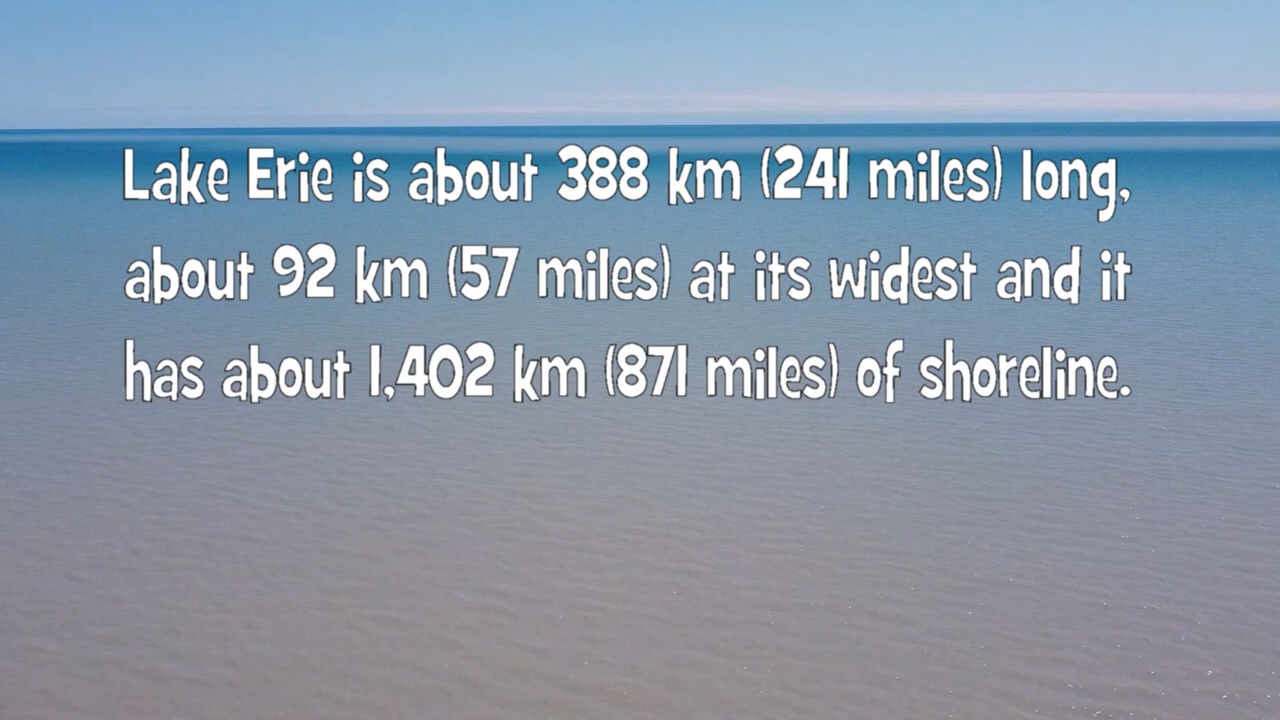 Lake Erie is about 388 km (241 miles) long,
about 92 km (57 miles) at its widest and it
has about 1,402 km (871 miles) of shoreline.